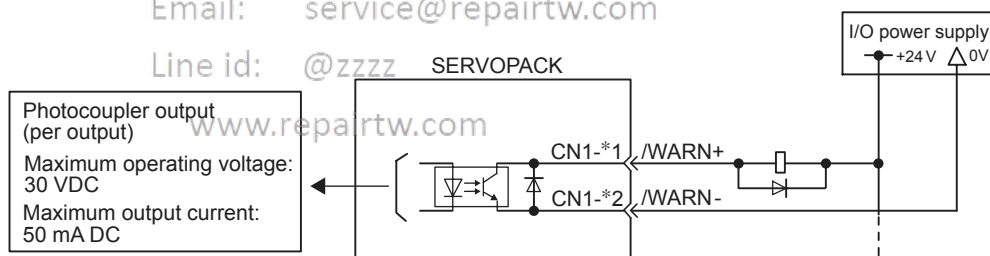 Email: service@repairtw.com
I/O power supply
+24 V 0V
Line id: @zzzz
SERVOPACK
Photocoupler output
(per output)
Maximum operating voltage:
30 VDC
Maximum output current:
50 mA DC
www.repairtw.com
CN1-*1 /WARN+
CN1-*2 /WARN-